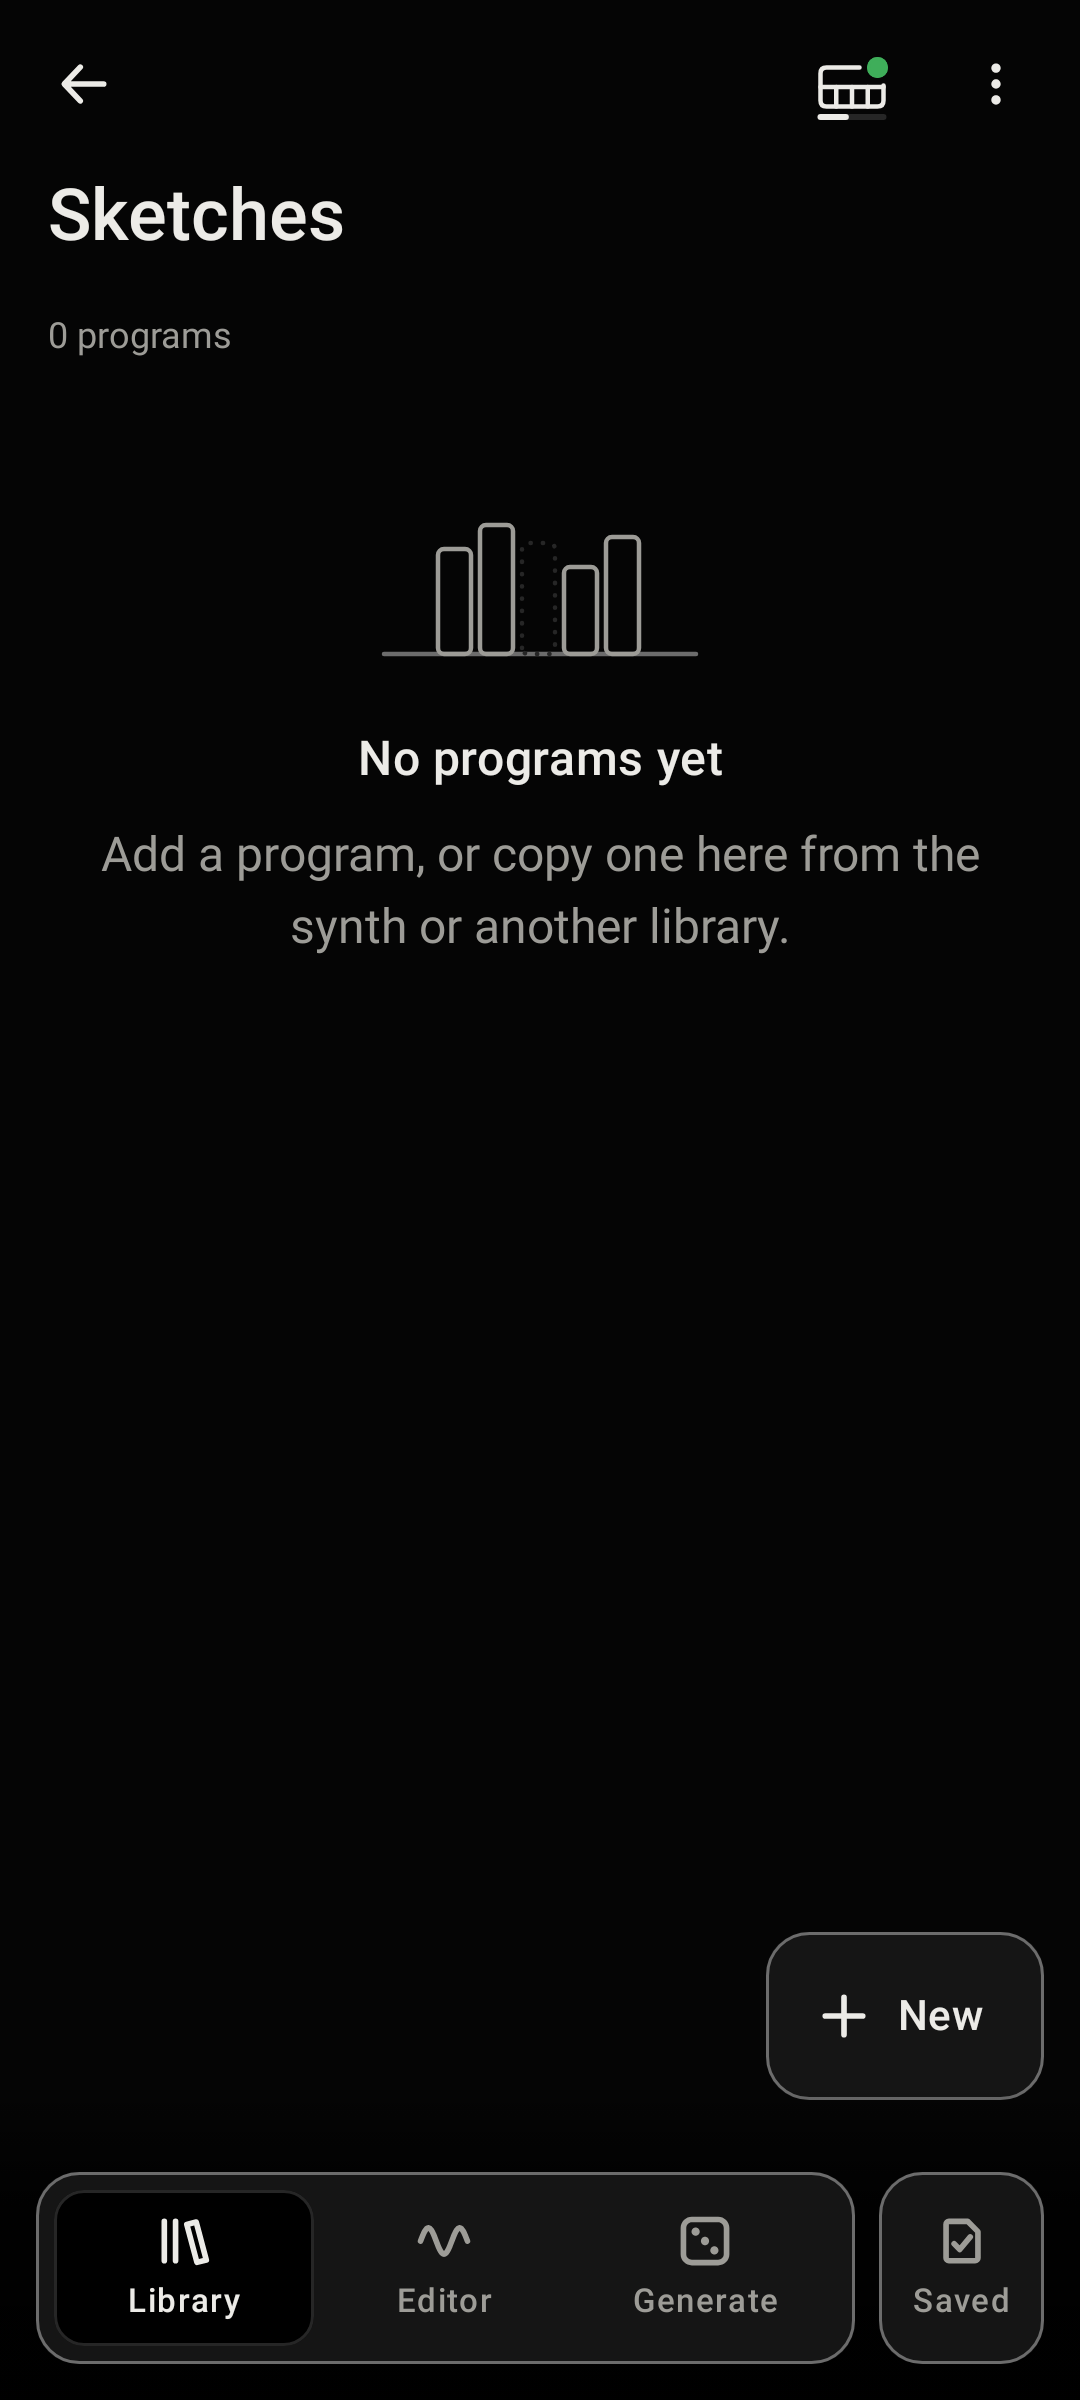 Sketches
0 programs
No programs yet
Add a program, or copy one here from the
synth or another library.
New
Library
Editor
Generate
Saved